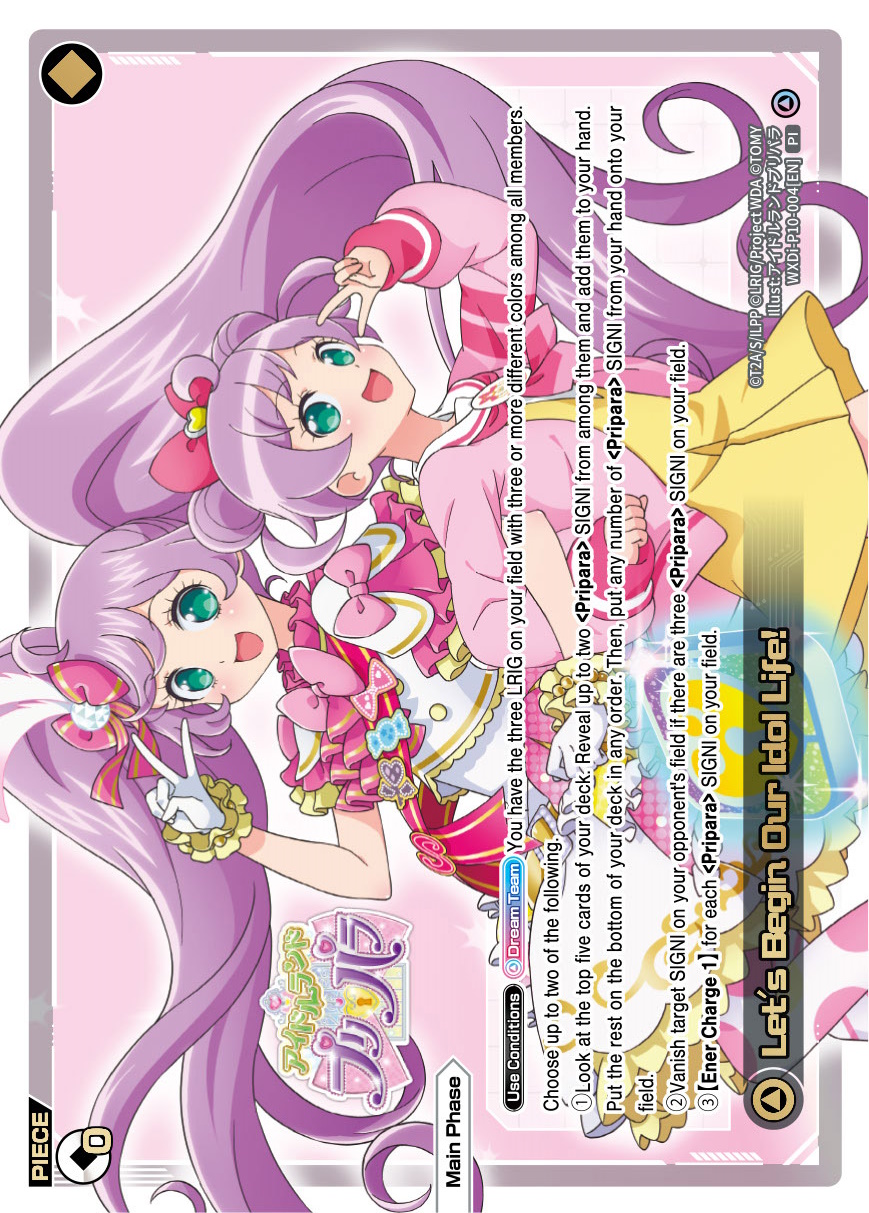 PIECE
0
アイドルランド
プリパラ
Main Phase
Use Conditions Dream Team You have the three LRIG on your field with three or more different colors among all members.
Choose up to two of the following.
①Look at the top five cards of your deck. Reveal up to two <Pripara> SIGNI from among them and add them to your hand.
Put the rest on the bottom of your deck in any order. Then, put any number of <Pripara> SIGNI from your hand onto your
field.
②Vanish target SIGNI on your opponent's field if there are three <Pripara> SIGNI on your field.
③【Ener Charge 1】 for each <Pripara> SIGNI on your field.
Let's Begin Our Idol Life!
©T2A/S/ILPP ©LRIG/Project WDA ©TOMY
Illust:アイドルランドプリパラ
WXDi-P10-004[EN] PI